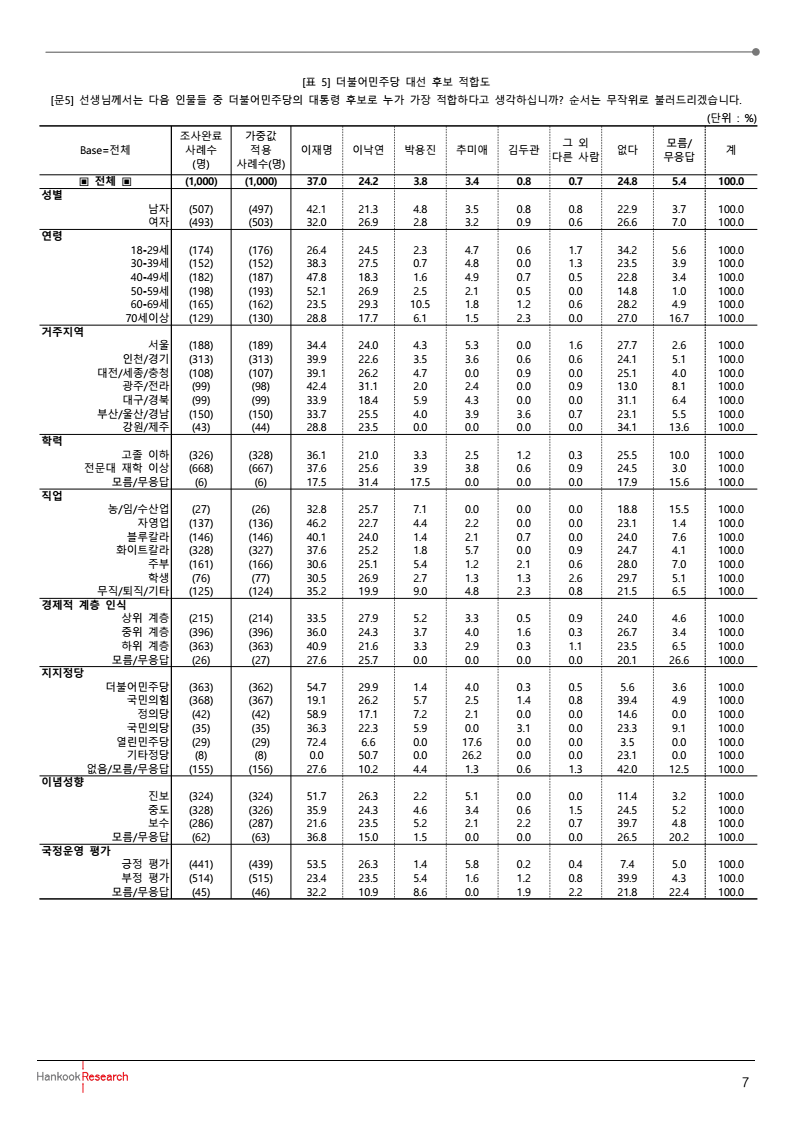 [표 5] 더불어민주당 대선 후보 적합도
[문5] 선생님께서는 다음 인물들 중 더불어민주당의 대통령 후보로 누가 가장 적합하다고 생각하십니까? 순서는 무작위로 불러드리겠습니다.
(단위 : %)
Base=전체 조사완료 사례수 (명) 가중값 적용 사례수(명) 이재명 이낙연 박용진 추미애 김두관 그 외 다른 사람 없다 모름/무응답 계
▣ 전체 ▣ (1,000) (1,000) 37.0 24.2 3.8 3.4 0.8 0.7 24.8 5.4 100.0
성별
남자 (507) (497) 42.1 21.3 4.8 3.5 0.8 0.8 22.9 3.7 100.0
여자 (493) (503) 32.0 26.9 2.8 3.2 0.9 0.6 26.6 7.0 100.0
연령
18-29세 (174) (176) 26.4 24.5 2.3 4.7 0.6 1.7 34.2 5.6 100.0
30-39세 (152) (152) 38.3 27.5 0.7 4.8 0.0 1.3 23.5 3.9 100.0
40-49세 (182) (187) 47.8 18.3 1.6 4.9 0.7 0.5 22.8 3.4 100.0
50-59세 (198) (193) 52.1 26.9 2.5 2.1 0.5 0.0 14.8 1.0 100.0
60-69세 (165) (162) 23.5 29.3 10.5 1.8 1.2 0.6 28.2 4.9 100.0
70세이상 (129) (130) 28.8 17.7 6.1 1.5 2.3 0.0 27.0 16.7 100.0
거주지역
서울 (188) (189) 34.4 24.0 4.3 5.3 0.0 1.6 27.7 2.6 100.0
인천/경기 (313) (313) 39.9 22.6 3.5 3.6 0.6 0.6 24.1 5.1 100.0
대전/세종/충청 (108) (107) 39.1 26.2 4.7 0.0 0.9 0.0 25.1 4.0 100.0
광주/전라 (99) (98) 42.4 31.1 2.0 2.4 0.0 0.9 13.0 8.1 100.0
대구/경북 (99) (99) 33.9 18.4 5.9 4.3 0.0 0.0 31.1 6.4 100.0
부산/울산/경남 (150) (150) 33.7 25.5 4.0 3.9 3.6 0.7 23.1 5.5 100.0
강원/제주 (43) (44) 28.8 23.5 0.0 0.0 0.0 0.0 34.1 13.6 100.0
학력
고졸 이하 (326) (328) 36.1 21.0 3.3 2.5 1.2 0.3 25.5 10.0 100.0
전문대 재학 이상 (668) (667) 37.6 25.6 3.9 3.8 0.6 0.9 24.5 3.0 100.0
모름/무응답 (6) (6) 17.5 31.4 17.5 0.0 0.0 0.0 17.9 15.6 100.0
직업
농/임/수산업 (27) (26) 32.8 25.7 7.1 0.0 0.0 0.0 18.8 15.5 100.0
자영업 (137) (136) 46.2 22.7 4.4 2.2 0.0 0.0 23.1 1.4 100.0
블루칼라 (146) (146) 40.1 24.0 1.4 2.1 0.7 0.0 24.0 7.6 100.0
화이트칼라 (328) (327) 37.6 25.2 1.8 5.7 0.0 0.9 24.7 4.1 100.0
주부 (161) (166) 30.6 25.1 5.4 1.2 2.1 0.6 28.0 7.0 100.0
학생 (76) (77) 30.5 26.9 2.7 1.3 1.3 2.6 29.7 5.1 100.0
무직/퇴직/기타 (125) (124) 35.2 19.9 9.0 4.8 2.3 0.8 21.5 6.5 100.0
경제적 계층 인식
상위 계층 (215) (214) 33.5 27.9 5.2 3.3 0.5 0.9 24.0 4.6 100.0
중위 계층 (396) (396) 36.0 24.3 3.7 4.0 1.6 0.3 26.7 3.4 100.0
하위 계층 (363) (363) 40.9 21.6 3.3 2.9 0.3 1.1 23.5 6.5 100.0
모름/무응답 (26) (27) 27.6 25.7 0.0 0.0 0.0 0.0 20.1 26.6 100.0
지지정당
더불어민주당 (363) (362) 54.7 29.9 1.4 4.0 0.3 0.5 5.6 3.6 100.0
국민의힘 (368) (367) 19.1 26.2 5.7 2.5 1.4 0.8 39.4 4.9 100.0
정의당 (42) (42) 58.9 17.1 7.2 2.1 0.0 0.0 14.6 0.0 100.0
국민의당 (35) (35) 36.3 22.3 5.9 0.0 3.1 0.0 23.3 9.1 100.0
열린민주당 (29) (29) 72.4 6.6 0.0 17.6 0.0 0.0 3.5 0.0 100.0
기타정당 (8) (8) 0.0 50.7 0.0 26.2 0.0 0.0 23.1 0.0 100.0
없음/모름/무응답 (155) (156) 27.6 10.2 4.4 1.3 0.6 1.3 42.0 12.5 100.0
이념성향
진보 (324) (324) 51.7 26.3 2.2 5.1 0.0 0.0 11.4 3.2 100.0
중도 (328) (326) 35.9 24.3 4.6 3.4 0.6 1.5 24.5 5.2 100.0
보수 (286) (287) 21.6 23.5 5.2 2.1 2.2 0.7 39.7 4.8 100.0
모름/무응답 (62) (63) 36.8 15.0 1.5 0.0 0.0 0.0 26.5 20.2 100.0
국정운영 평가
긍정 평가 (441) (439) 53.5 26.3 1.4 5.8 0.2 0.4 7.4 5.0 100.0
부정 평가 (514) (515) 23.4 23.5 5.4 1.6 1.2 0.8 39.9 4.3 100.0
모름/무응답 (45) (46) 32.2 10.9 8.6 0.0 1.9 2.2 21.8 22.4 100.0
Hankook Research
7